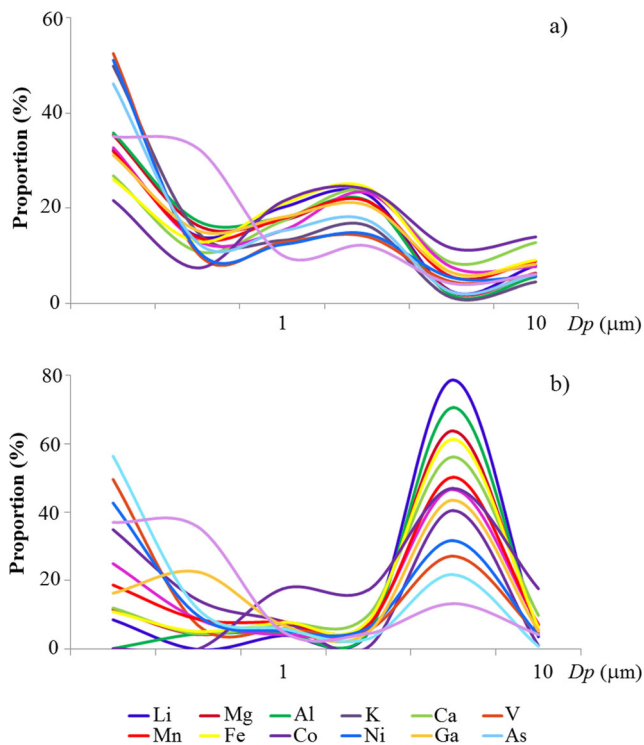 a)
60
40
20
0
Proportion (%)
1
10
Dp (μm)
b)
80
60
40
20
0
Proportion (%)
1
10
Dp (μm)
Li Mg Al K Ca V
Mn Fe Co Ni Ga As